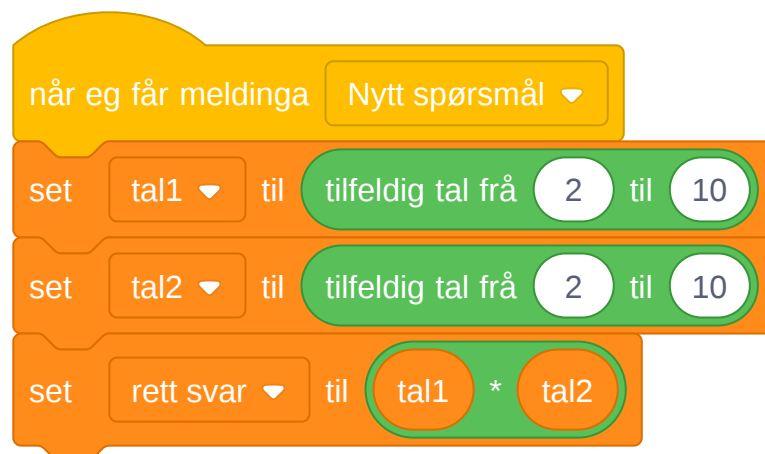 når eg får meldinga Nytt spørsmål
set tal1 til tilfeldig tal frå 2 til 10
set tal2 til tilfeldig tal frå 2 til 10
set rett svar til tal1 * tal2